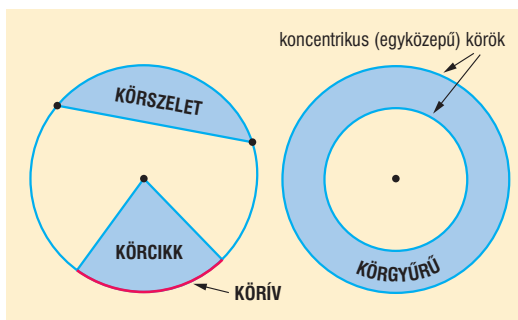 koncentrikus (egyközepű) körök
KÖRSZELET
KÖRCIKK
KÖRÍV
KÖRGYŰRŰ